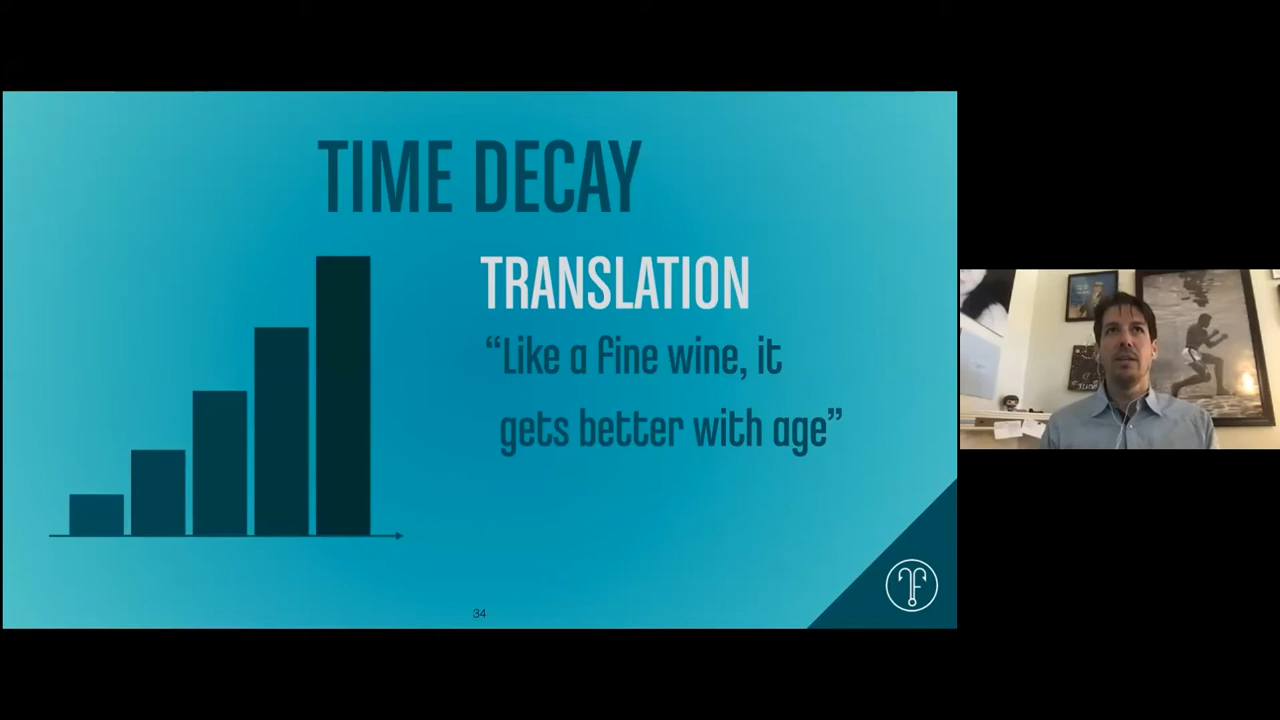 TIME DECAY
TRANSLATION
“Like a fine wine, it
gets better with age”
34